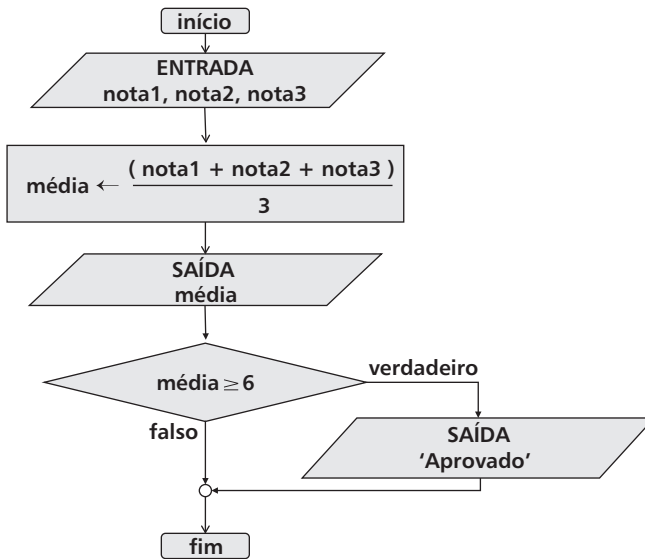 início
ENTRADA
nota1, nota2, nota3
média ← ( nota1 + nota2 + nota3 )
3
SAÍDA
média
média ≥ 6
verdadeiro
falso
SAÍDA
‘Aprovado’
fim